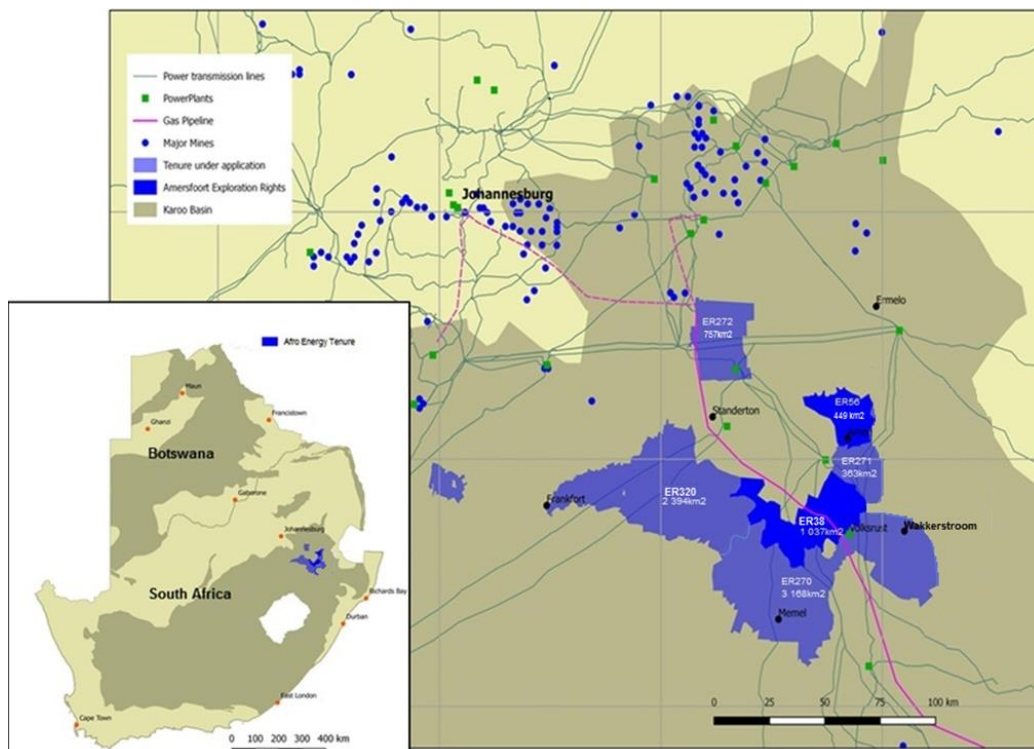 Power transmission lines
PowerPlants
Gas Pipeline
Major Mines
Tenure under application
Amersfoort Exploration Rights
Karoo Basin
Johannesburg
Ermelo
ER272
787km2
Standerton
ER56
449 km2
ER271
363km2
Frankfort
ER320
2 394km2
ER38
1 037km2
Volksrust
Wakkerstroom
ER270
3 168km2
Memel
0 25 50 75 100 km
Afro Energy Tenure
Maun
Ghanzi
Francistown
Botswana
Gaborone
Johannesburg
South Africa
Richards Bay
Durban
East London
Cape Town
0 100 200 300 400 km